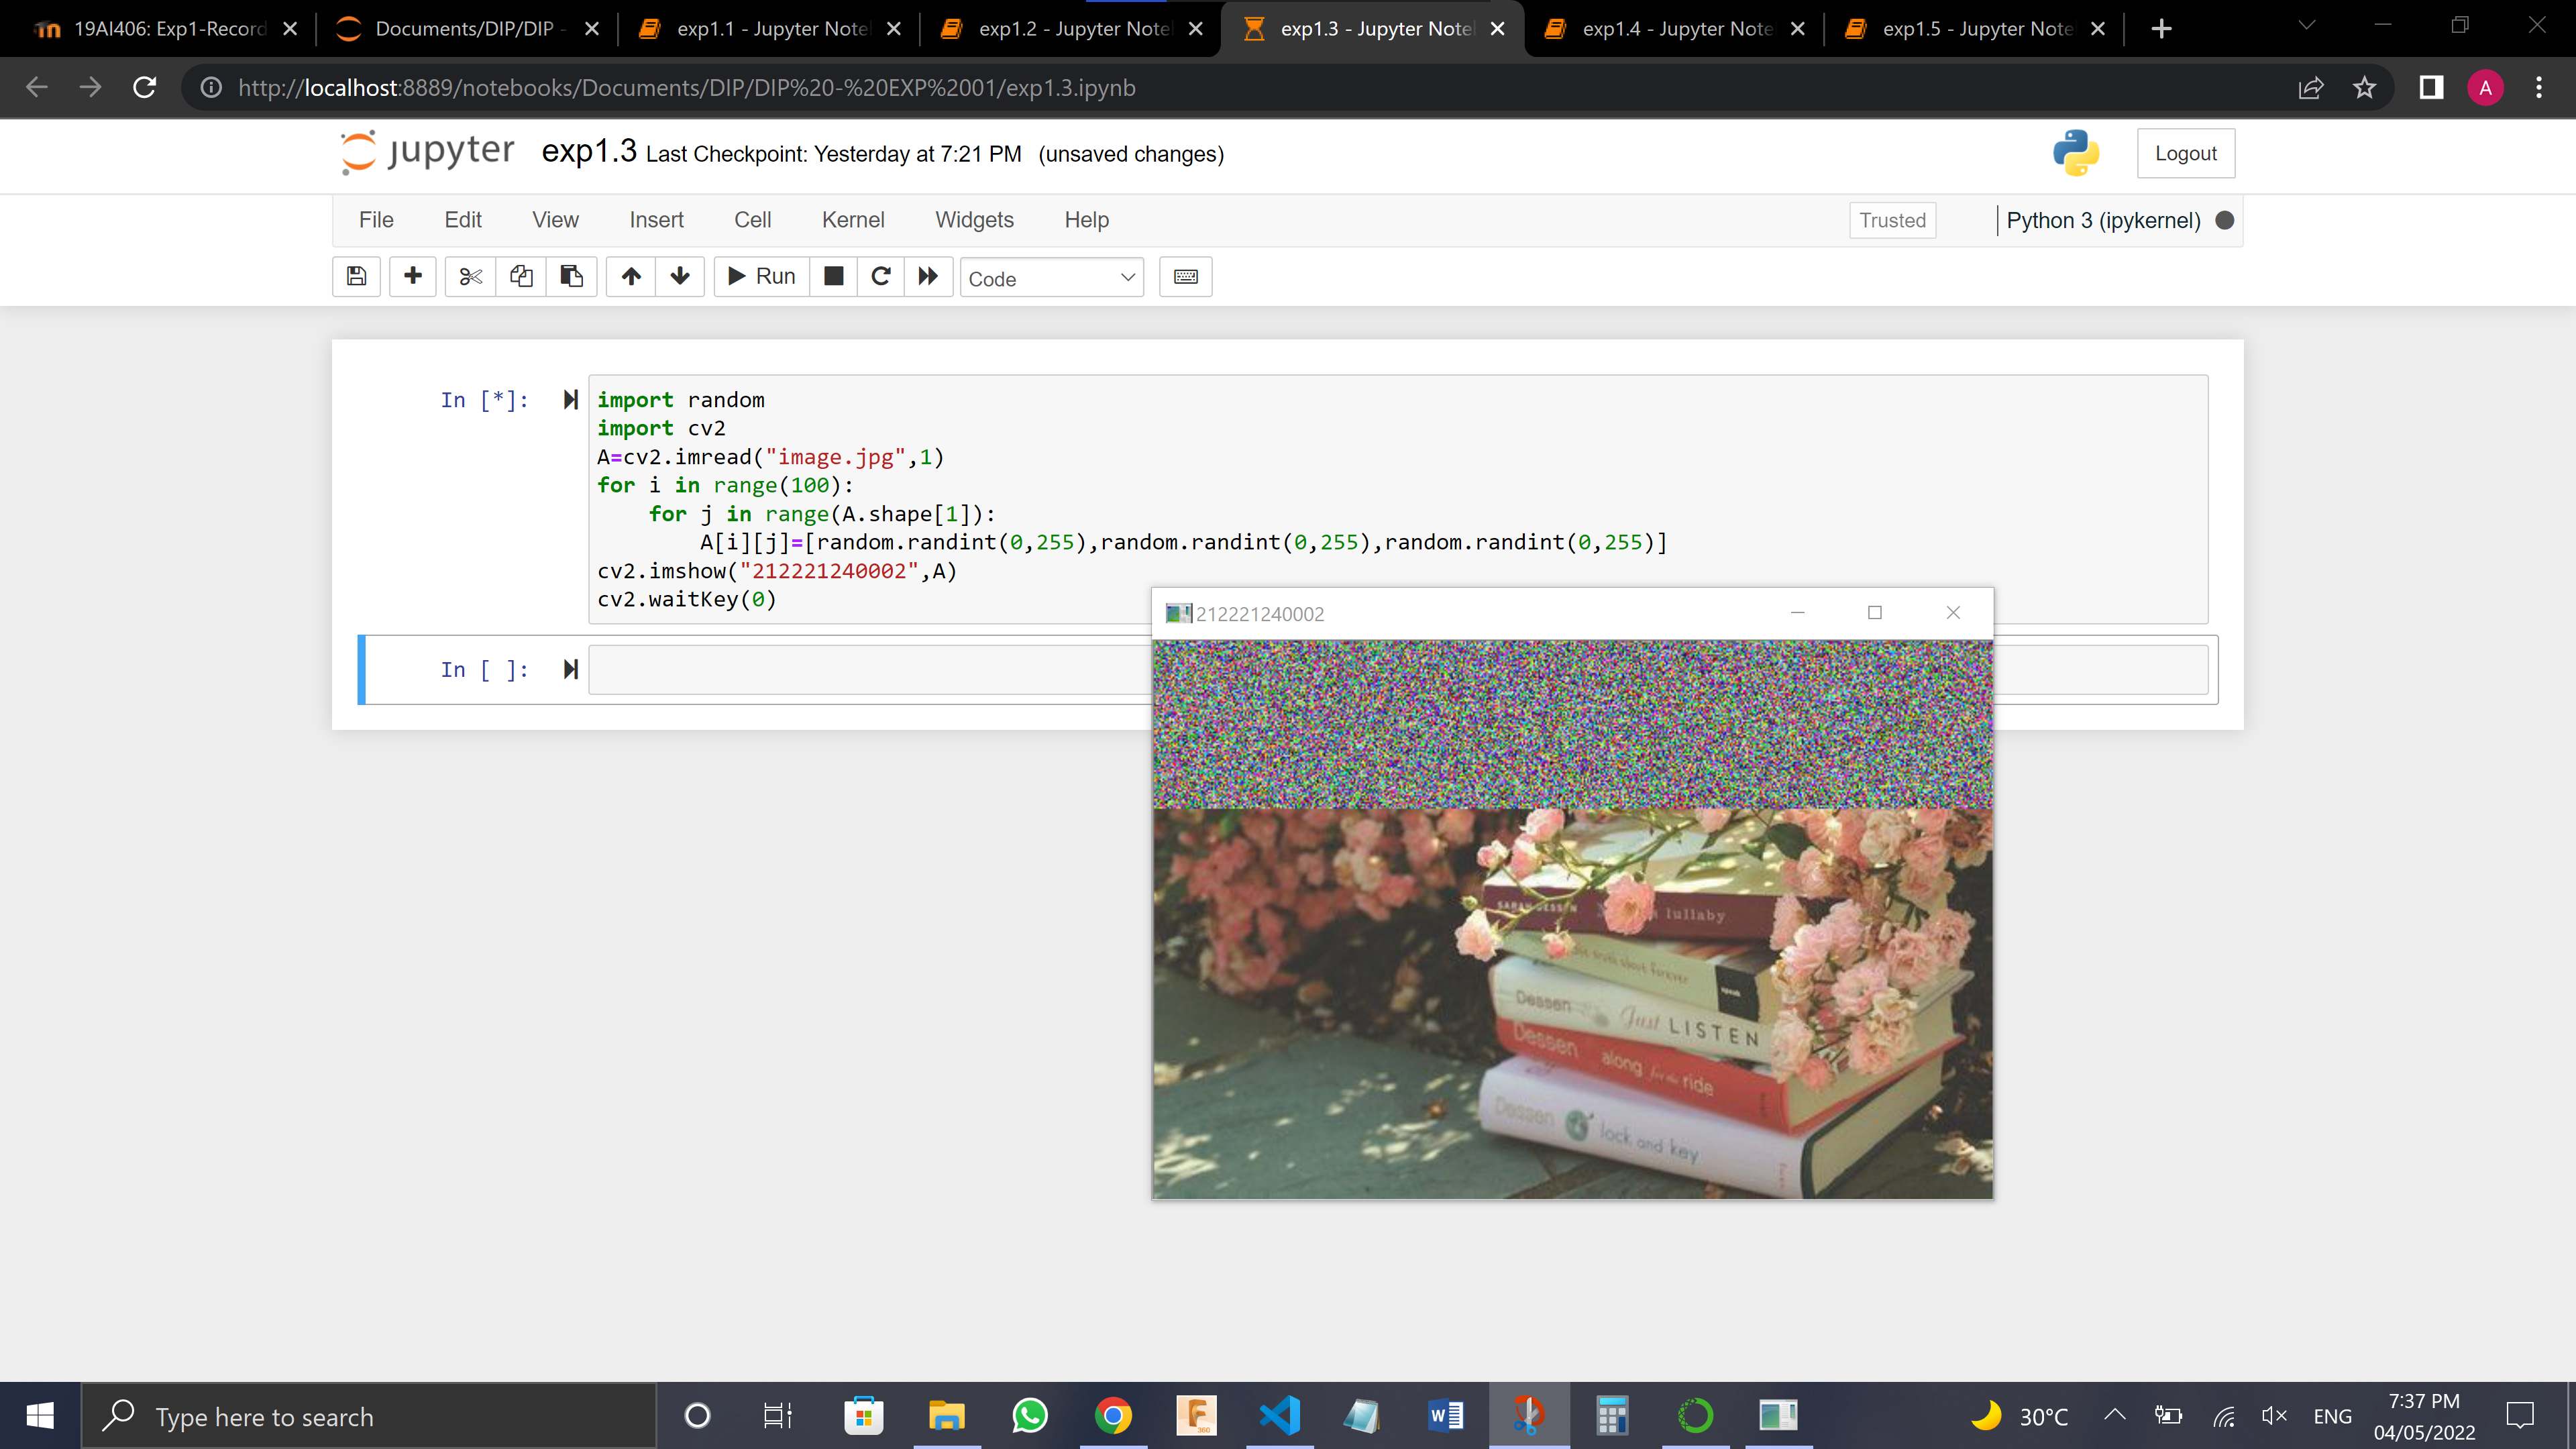 19AI406: Exp1-Record
Documents/DIP/DIP -
exp1.1 - Jupyter Note
exp1.2 - Jupyter Note
exp1.3 - Jupyter Note
exp1.4 - Jupyter Note
exp1.5 - Jupyter Note
http://localhost:8889/notebooks/Documents/DIP/DIP%20-%20EXP%2001/exp1.3.ipynb
A
jupyter exp1.3 Last Checkpoint: Yesterday at 7:21 PM (unsaved changes)
Logout
File Edit View Insert Cell Kernel Widgets Help
Trusted
Python 3 (ipykernel)
Run
Code
In [*]:
import random
import cv2
A=cv2.imread("image.jpg",1)
for i in range(100):
    for j in range(A.shape[1]):
        A[i][j]=[random.randint(0,255),random.randint(0,255),random.randint(0,255)]
cv2.imshow("212221240002",A)
cv2.waitKey(0)
In [ ]:
212221240002
SARAH DESSEN lullaby
truth about forever
speak
Dessen Just LISTEN
Dessen along for the ride
Dessen lock and key
Type here to search
F
360
W
30°C
ENG
7:37 PM
04/05/2022